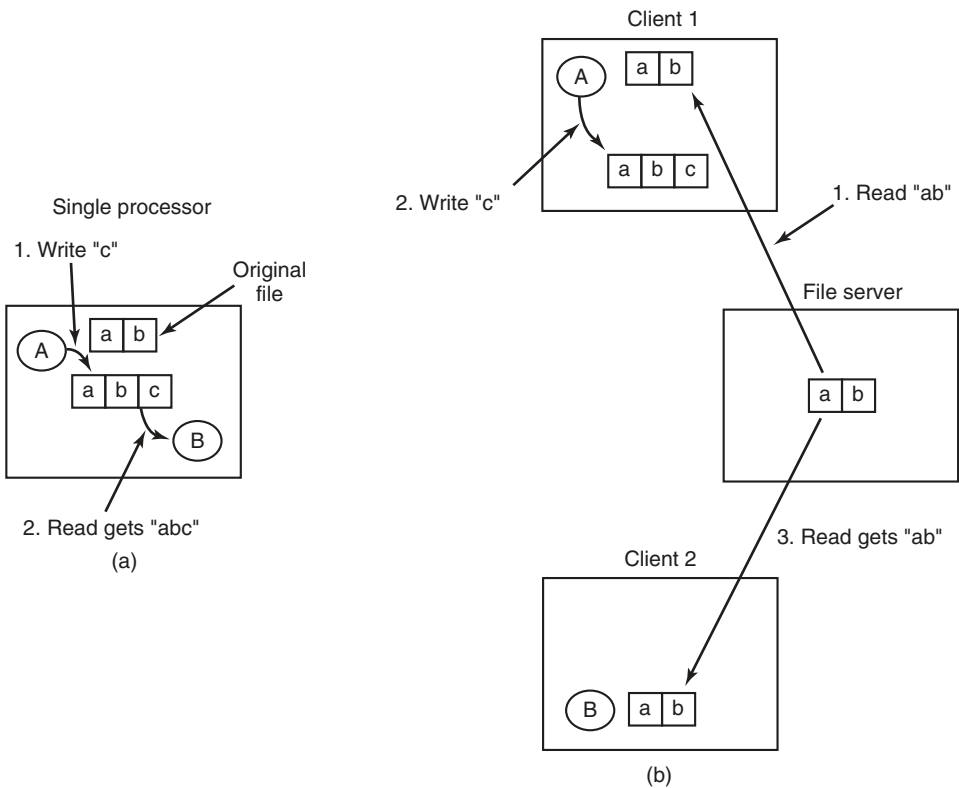 Single processor
1. Write "c"
Original
file
A
a b
a b c
B
2. Read gets "abc"
(a)
Client 1
A
a b
a b c
2. Write "c"
1. Read "ab"
File server
a b
3. Read gets "ab"
Client 2
B
a b
(b)